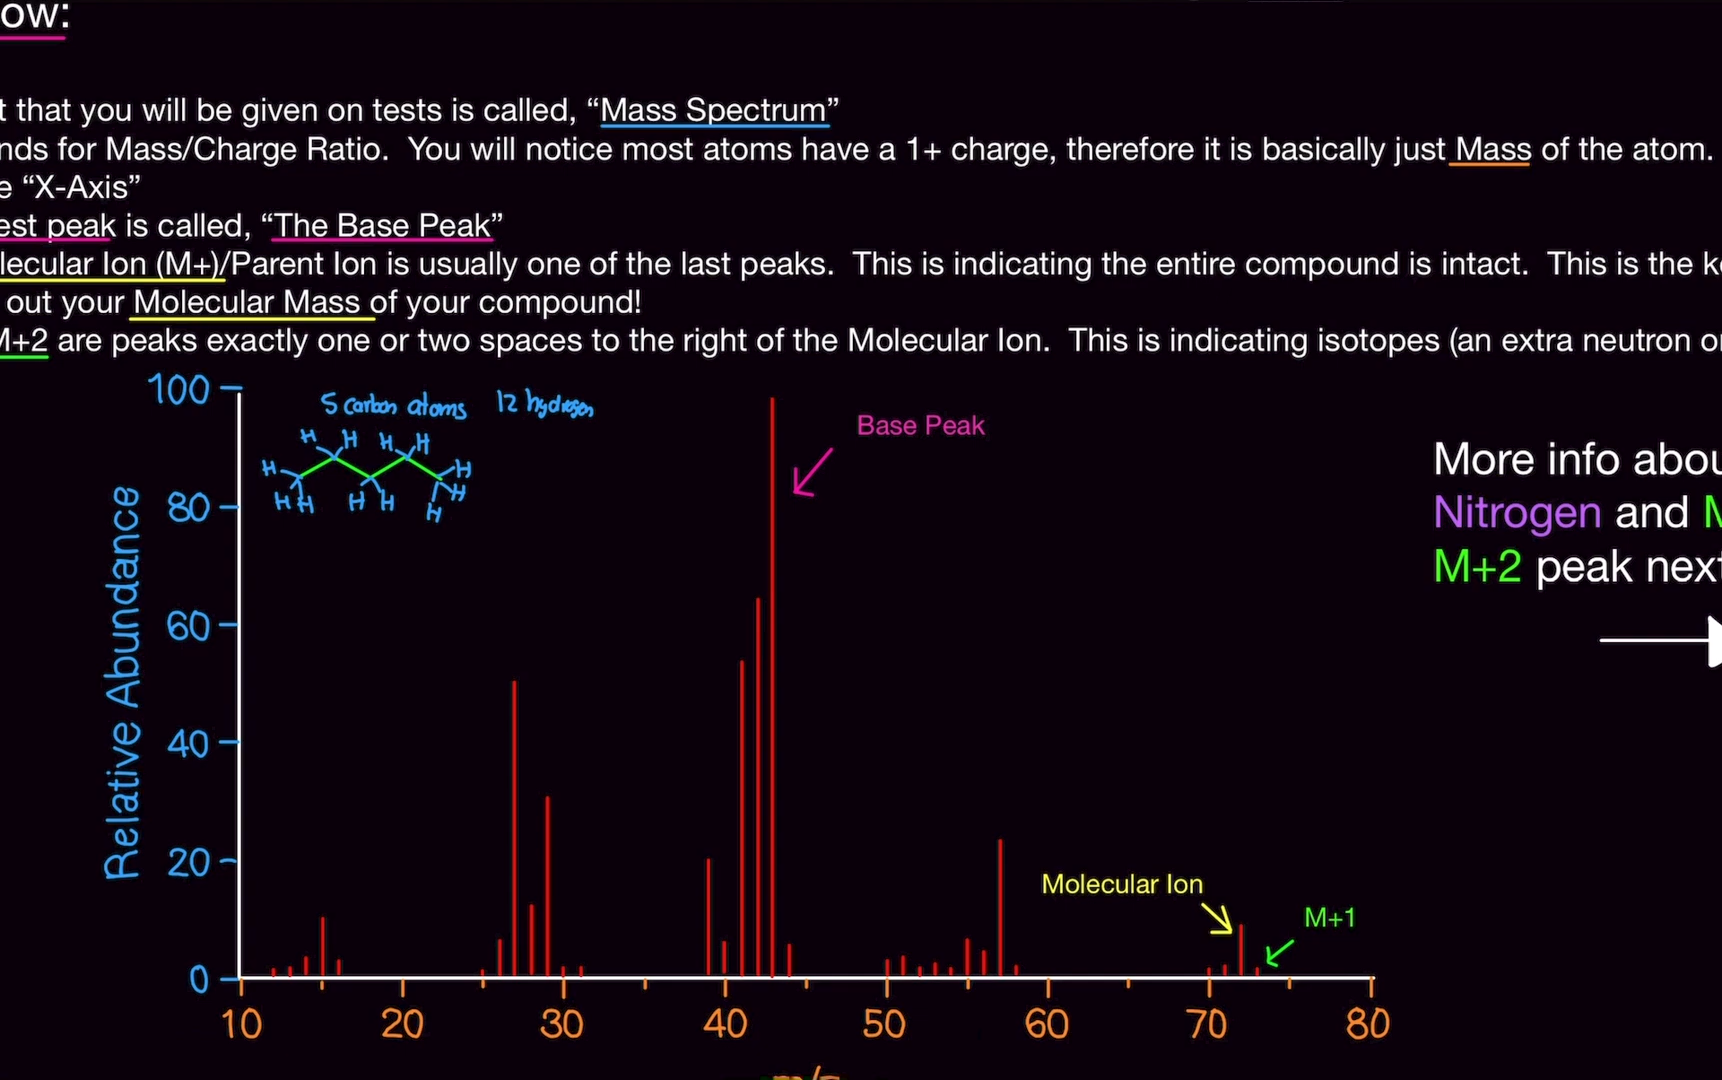 ow:
t that you will be given on tests is called, “Mass Spectrum”
nds for Mass/Charge Ratio.  You will notice most atoms have a 1+ charge, therefore it is basically just Mass of the atom.
e “X-Axis”
est peak is called, “The Base Peak”
lecular Ion (M+)/Parent Ion is usually one of the last peaks.  This is indicating the entire compound is intact.  This is the k
out your Molecular Mass of your compound!
M+2 are peaks exactly one or two spaces to the right of the Molecular Ion.  This is indicating isotopes (an extra neutron o
5 carbon atoms 12 hydrogen
H H H H
H H
H H H H H
H
Base Peak
More info abou
Nitrogen and M
M+2 peak next
Molecular Ion
M+1
Relative Abundance
100
80
60
40
20
0
10 20 30 40 50 60 70 80